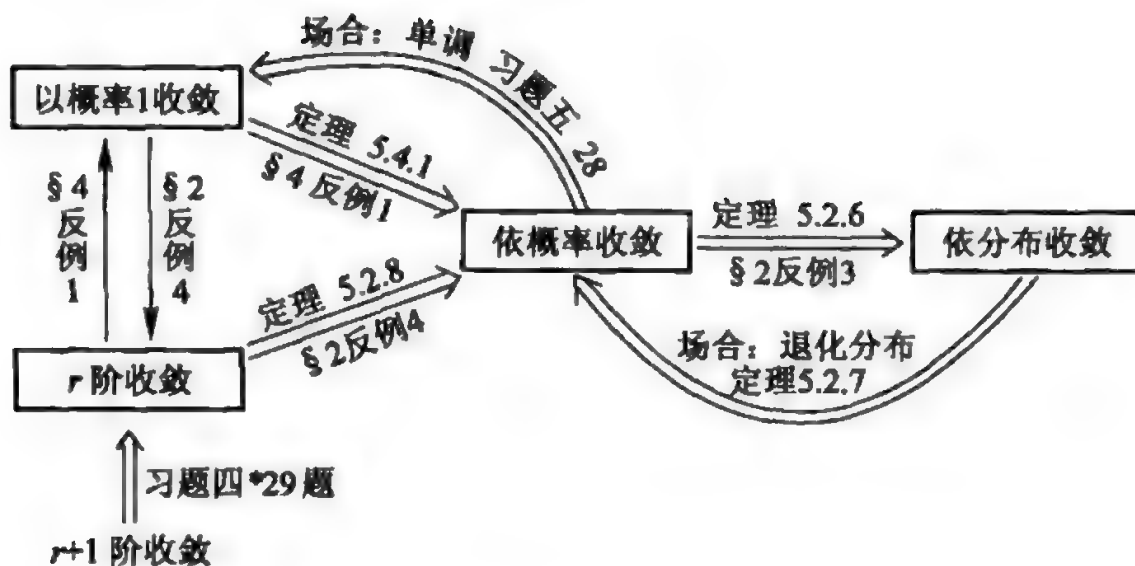 场合：单调 习题五 28
以概率1收敛
定理 5.4.1
§4 反例1
§4反例1
§2反例4
依概率收敛
定理 5.2.6
§2反例3
依分布收敛
定理 5.2.8
§2反例4
场合：退化分布
定理5.2.7
r 阶收敛
习题四 *29 题
r+1 阶收敛